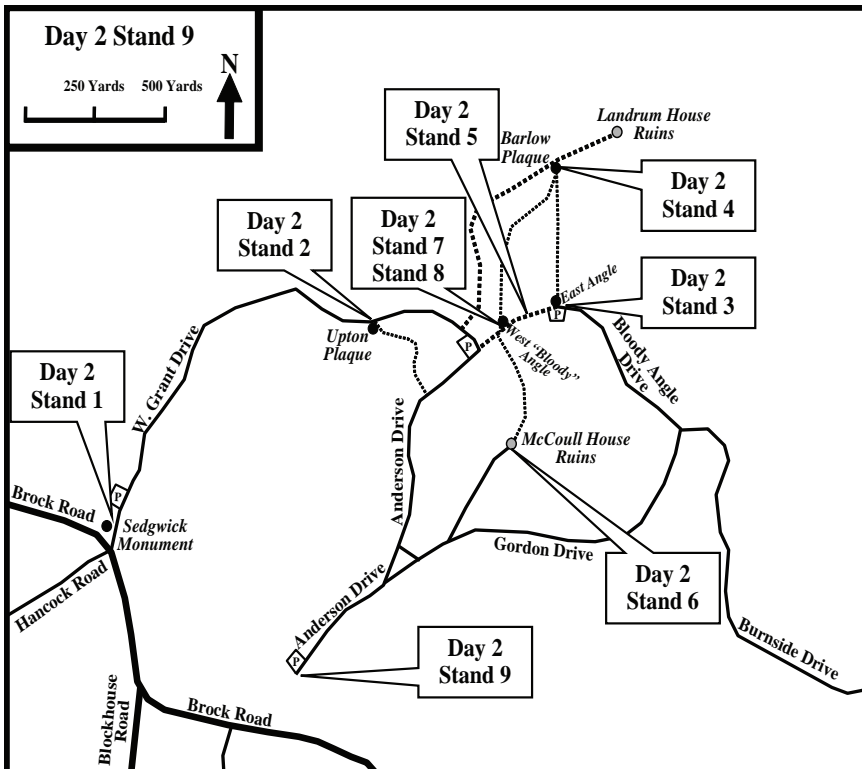 Day 2 Stand 9
N
250 Yards
500 Yards
Day 2
Stand 5
Landrum House
Ruins
Barlow
Plaque
Day 2
Stand 4
Day 2
Stand 2
Day 2
Stand 7
Stand 8
East Angle
P
Day 2
Stand 3
Upton
Plaque
P
West “Bloody”
Angle
Bloody Angle
Drive
W. Grant Drive
Day 2
Stand 1
Anderson Drive
McCoull House
Ruins
P
Brock Road
Sedgwick
Monument
Gordon Drive
Hancock Road
Day 2
Stand 6
Anderson Drive
P
Day 2
Stand 9
Burnside Drive
Brock Road
Blockhouse
Road